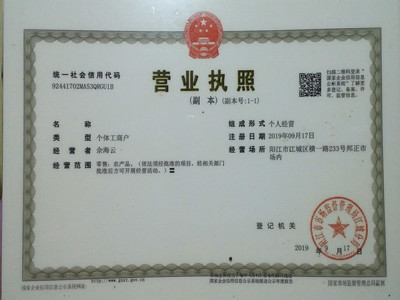 统一社会信用代码
92441702MA53QRGU1B
营业执照
(副本)(副本号:1-1)
扫描二维码登录‘
国家企业信用信息
公示系统’了解更
多登记、备案、许
可、监管信息。
名称
组成形式 个人经营
类型 个体工商户
注册日期 2019年09月17日
经营者 余海云
经营场所 阳江市江城区横一路233号邦正市
场内
经营范围 零售:农产品。(依法须经批准的项目,经相关部门
批准后方可开展经营活动。)
登记机关
2019 9月17日
国家企业信用信息公示系统网址:
国家市场监督管理总局监制